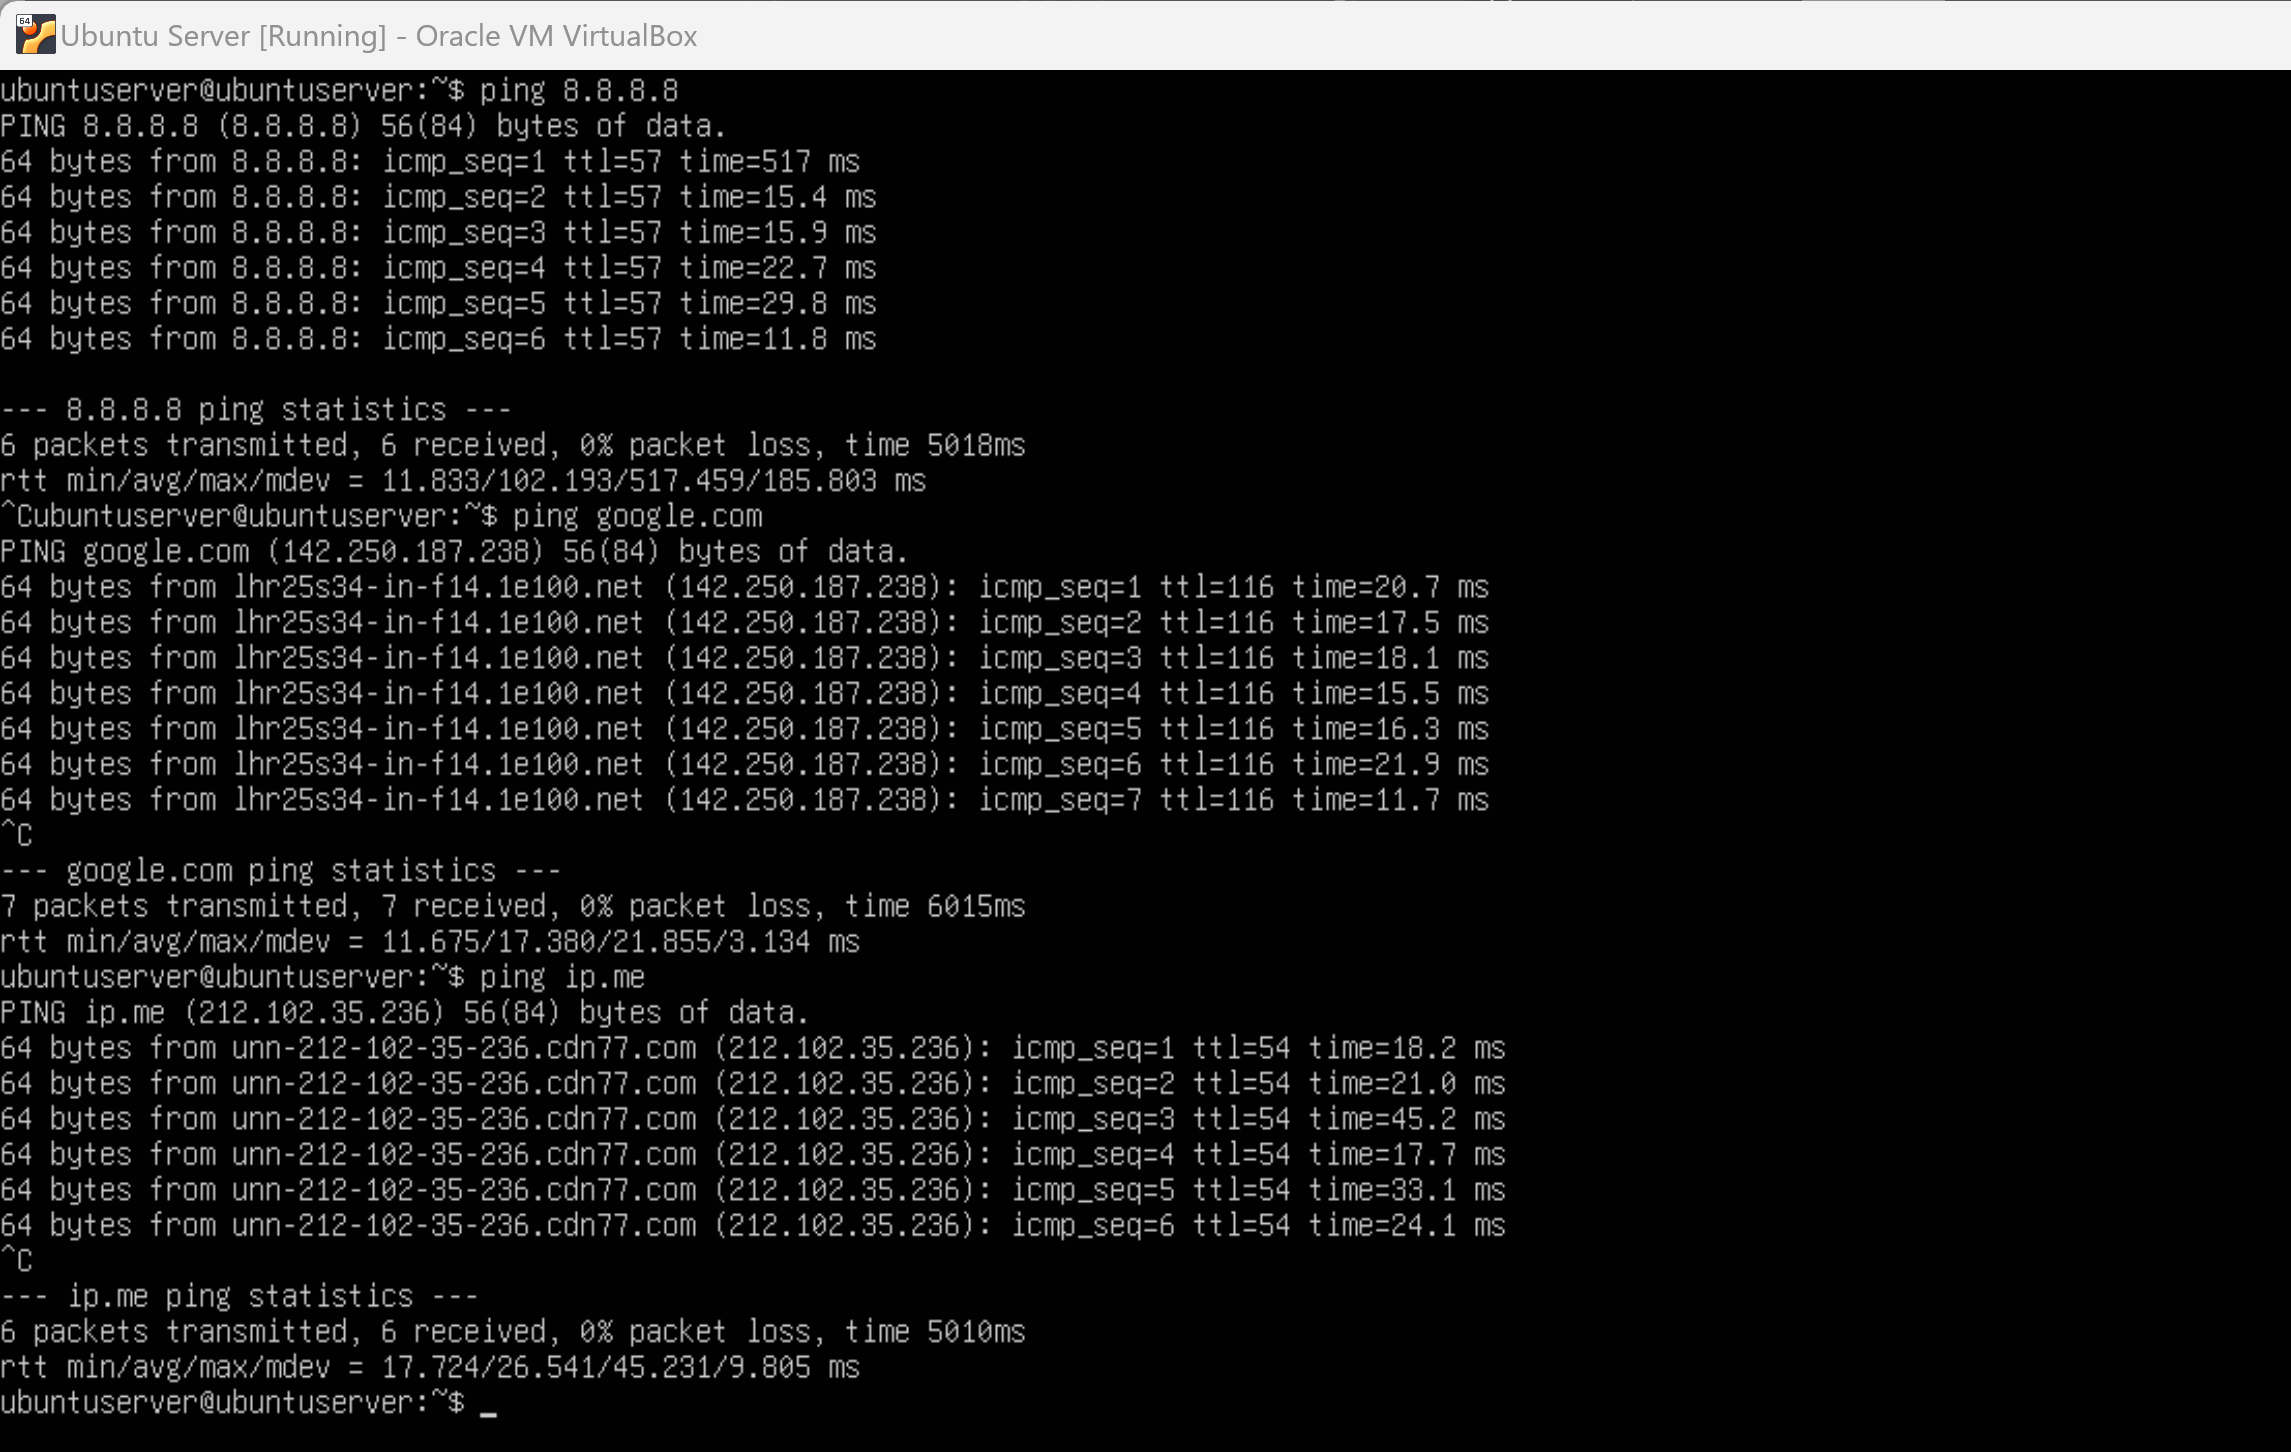 64
Ubuntu Server [Running] - Oracle VM VirtualBox
ubuntuserver@ubuntuserver:~$ ping 8.8.8.8
PING 8.8.8.8 (8.8.8.8) 56(84) bytes of data.
64 bytes from 8.8.8.8: icmp_seq=1 ttl=57 time=517 ms
64 bytes from 8.8.8.8: icmp_seq=2 ttl=57 time=15.4 ms
64 bytes from 8.8.8.8: icmp_seq=3 ttl=57 time=15.9 ms
64 bytes from 8.8.8.8: icmp_seq=4 ttl=57 time=22.7 ms
64 bytes from 8.8.8.8: icmp_seq=5 ttl=57 time=29.8 ms
64 bytes from 8.8.8.8: icmp_seq=6 ttl=57 time=11.8 ms
--- 8.8.8.8 ping statistics ---
6 packets transmitted, 6 received, 0% packet loss, time 5018ms
rtt min/avg/max/mdev = 11.833/102.193/517.459/185.803 ms
^Cubuntuserver@ubuntuserver:~$ ping google.com
PING google.com (142.250.187.238) 56(84) bytes of data.
64 bytes from lhr25s34-in-f14.1e100.net (142.250.187.238): icmp_seq=1 ttl=116 time=20.7 ms
64 bytes from lhr25s34-in-f14.1e100.net (142.250.187.238): icmp_seq=2 ttl=116 time=17.5 ms
64 bytes from lhr25s34-in-f14.1e100.net (142.250.187.238): icmp_seq=3 ttl=116 time=18.1 ms
64 bytes from lhr25s34-in-f14.1e100.net (142.250.187.238): icmp_seq=4 ttl=116 time=15.5 ms
64 bytes from lhr25s34-in-f14.1e100.net (142.250.187.238): icmp_seq=5 ttl=116 time=16.3 ms
64 bytes from lhr25s34-in-f14.1e100.net (142.250.187.238): icmp_seq=6 ttl=116 time=21.9 ms
64 bytes from lhr25s34-in-f14.1e100.net (142.250.187.238): icmp_seq=7 ttl=116 time=11.7 ms
^C
--- google.com ping statistics ---
7 packets transmitted, 7 received, 0% packet loss, time 6015ms
rtt min/avg/max/mdev = 11.675/17.380/21.855/3.134 ms
ubuntuserver@ubuntuserver:~$ ping ip.me
PING ip.me (212.102.35.236) 56(84) bytes of data.
64 bytes from unn-212-102-35-236.cdn77.com (212.102.35.236): icmp_seq=1 ttl=54 time=18.2 ms
64 bytes from unn-212-102-35-236.cdn77.com (212.102.35.236): icmp_seq=2 ttl=54 time=21.0 ms
64 bytes from unn-212-102-35-236.cdn77.com (212.102.35.236): icmp_seq=3 ttl=54 time=45.2 ms
64 bytes from unn-212-102-35-236.cdn77.com (212.102.35.236): icmp_seq=4 ttl=54 time=17.7 ms
64 bytes from unn-212-102-35-236.cdn77.com (212.102.35.236): icmp_seq=5 ttl=54 time=33.1 ms
64 bytes from unn-212-102-35-236.cdn77.com (212.102.35.236): icmp_seq=6 ttl=54 time=24.1 ms
^C
--- ip.me ping statistics ---
6 packets transmitted, 6 received, 0% packet loss, time 5010ms
rtt min/avg/max/mdev = 17.724/26.541/45.231/9.805 ms
ubuntuserver@ubuntuserver:~$ _